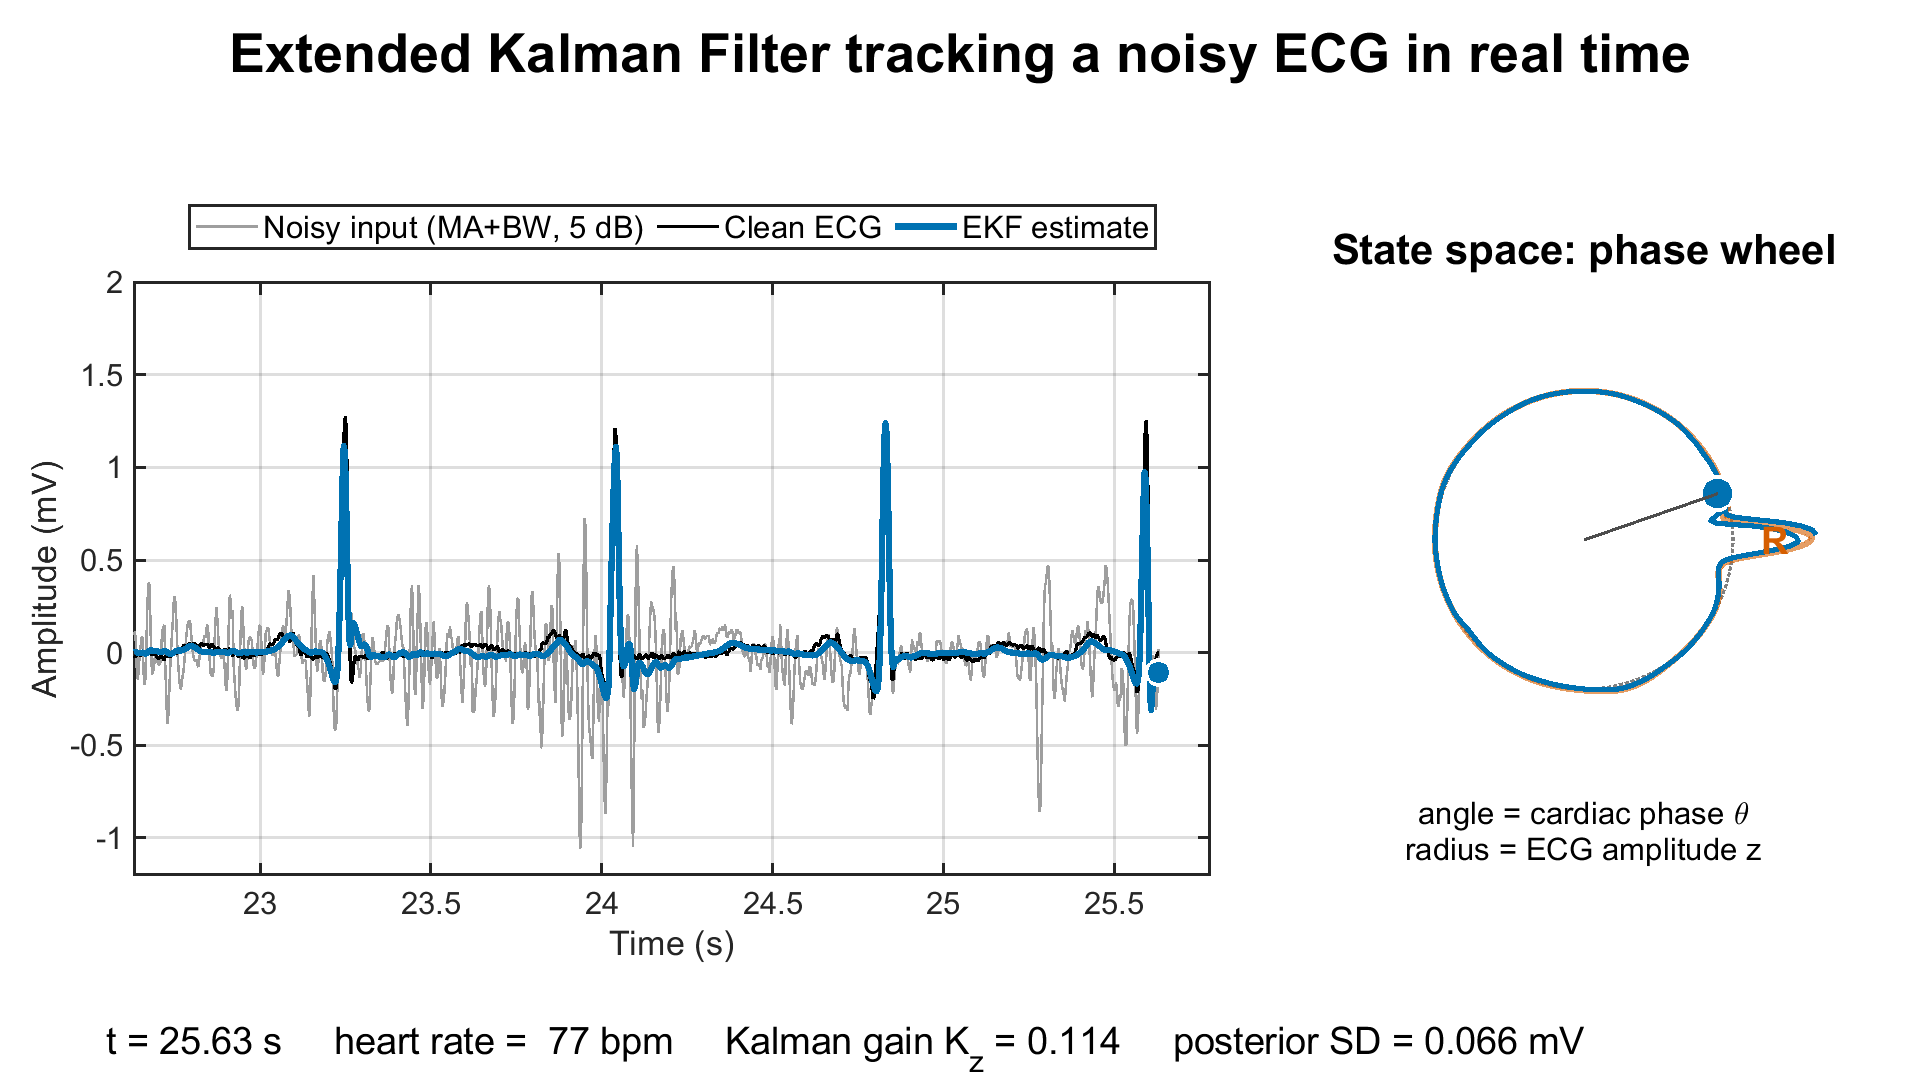 Extended Kalman Filter tracking a noisy ECG in real time
Noisy input (MA+BW, 5 dB) Clean ECG EKF estimate
State space: phase wheel
Amplitude (mV)
2
1.5
1
0.5
0
-0.5
-1
23 23.5 24 24.5 25 25.5
Time (s)
R
angle = cardiac phase θ
radius = ECG amplitude z
t = 25.63 s heart rate = 77 bpm Kalman gain K_z = 0.114 posterior SD = 0.066 mV